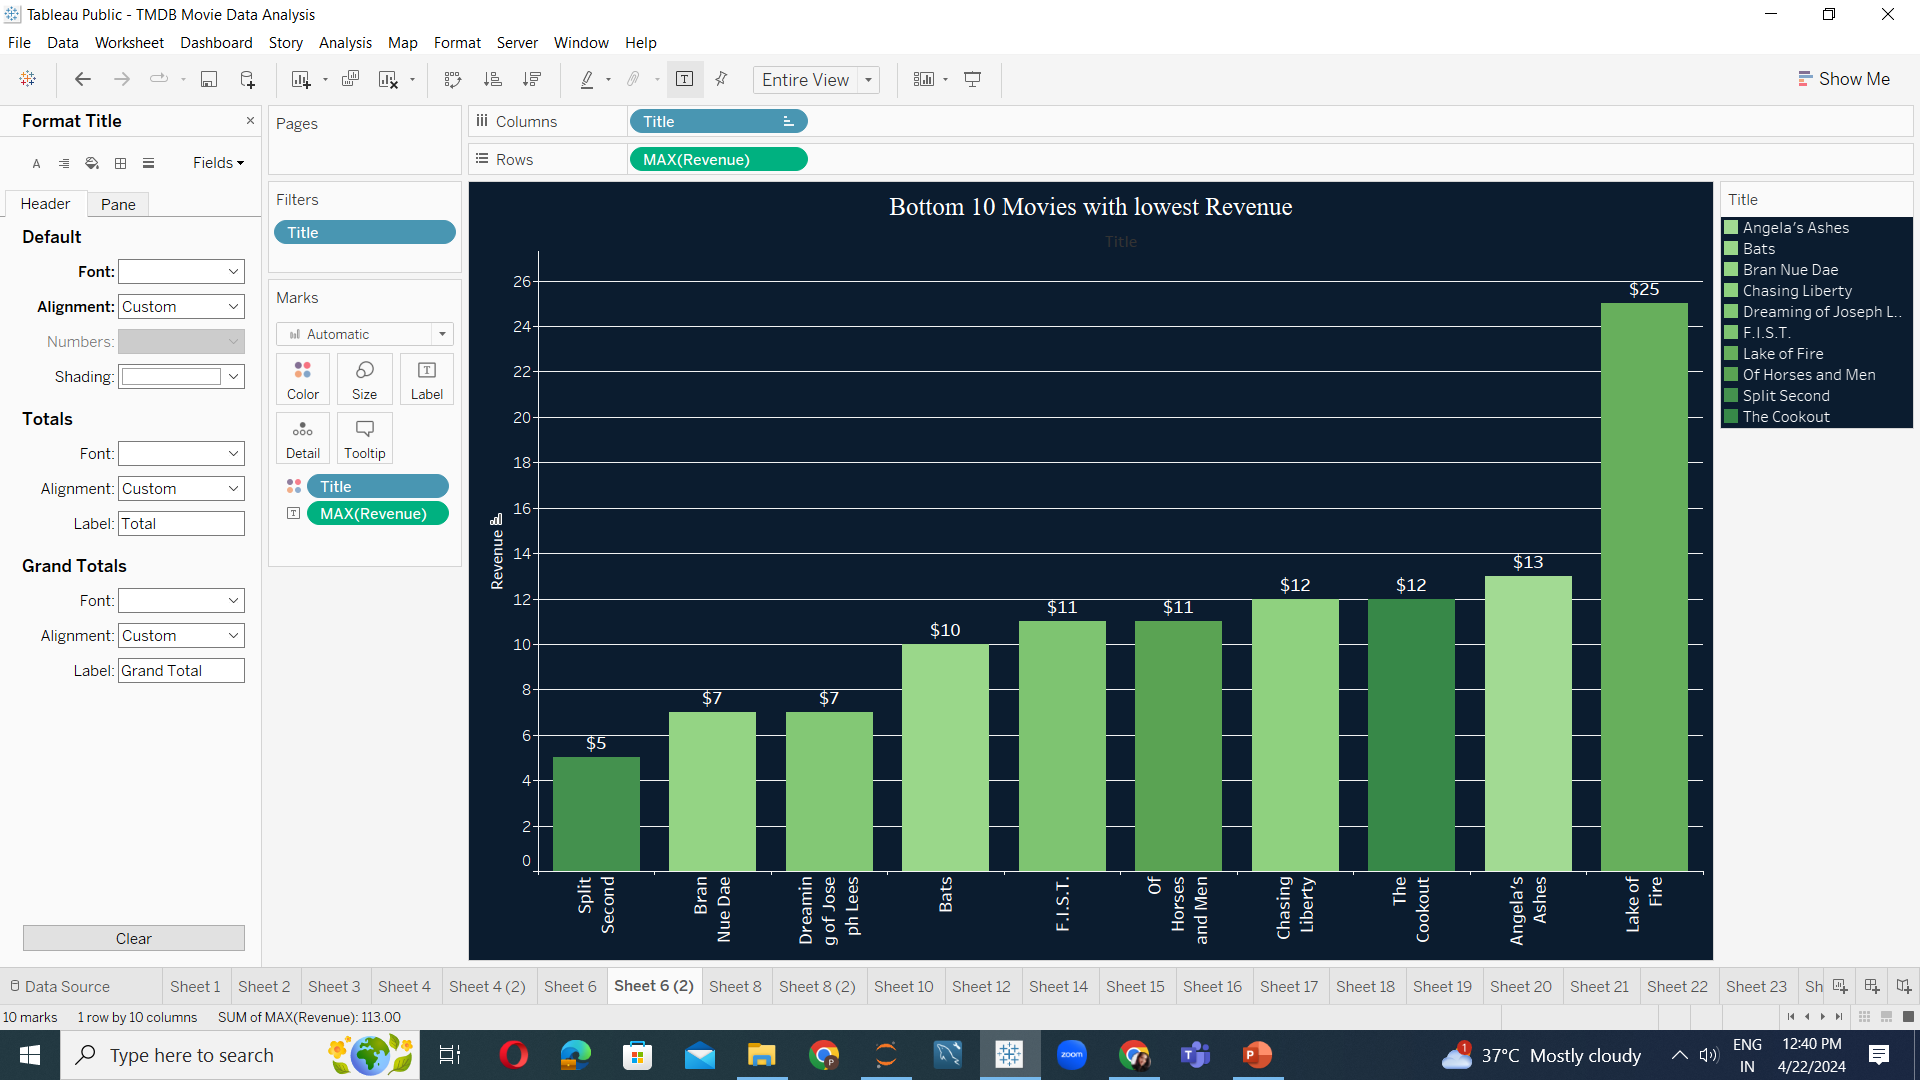 Tableau Public - TMDB Movie Data Analysis
File Data Worksheet Dashboard Story Analysis Map Format Server Window Help
Entire View
Show Me
Format Title
Fields
Header Pane
Default
Font:
Alignment: Custom
Numbers:
Shading:
Totals
Font:
Alignment: Custom
Label: Total
Grand Totals
Font:
Alignment: Custom
Label: Grand Total
Clear
Pages
Filters
Title
Marks
Automatic
Color Size Label
Detail Tooltip
Title
MAX(Revenue)
Columns Title
Rows MAX(Revenue)
Bottom 10 Movies with lowest Revenue
Title
Revenue
26
24
22
20
18
16
14
12
10
8
6
4
2
0
$5
$7
$7
$10
$11
$11
$12
$12
$13
$25
Split
Second
Bran
Nue Dae
Dreamin
g of Jose
ph Lees
Bats
F.I.S.T.
Of
Horses
and Men
Chasing
Liberty
The
Cookout
Angela's
Ashes
Lake of
Fire
Title
Angela's Ashes
Bats
Bran Nue Dae
Chasing Liberty
Dreaming of Joseph L..
F.I.S.T.
Lake of Fire
Of Horses and Men
Split Second
The Cookout
Data Source Sheet 1 Sheet 2 Sheet 3 Sheet 4 Sheet 4 (2) Sheet 6 Sheet 6 (2) Sheet 8 Sheet 8 (2) Sheet 10 Sheet 12 Sheet 14 Sheet 15 Sheet 16 Sheet 17 Sheet 18 Sheet 19 Sheet 20 Sheet 21 Sheet 22 Sheet 23 Sh
10 marks 1 row by 10 columns SUM of MAX(Revenue): 113.00
Type here to search
zoom
1
37°C Mostly cloudy
ENG
IN
12:40 PM
4/22/2024